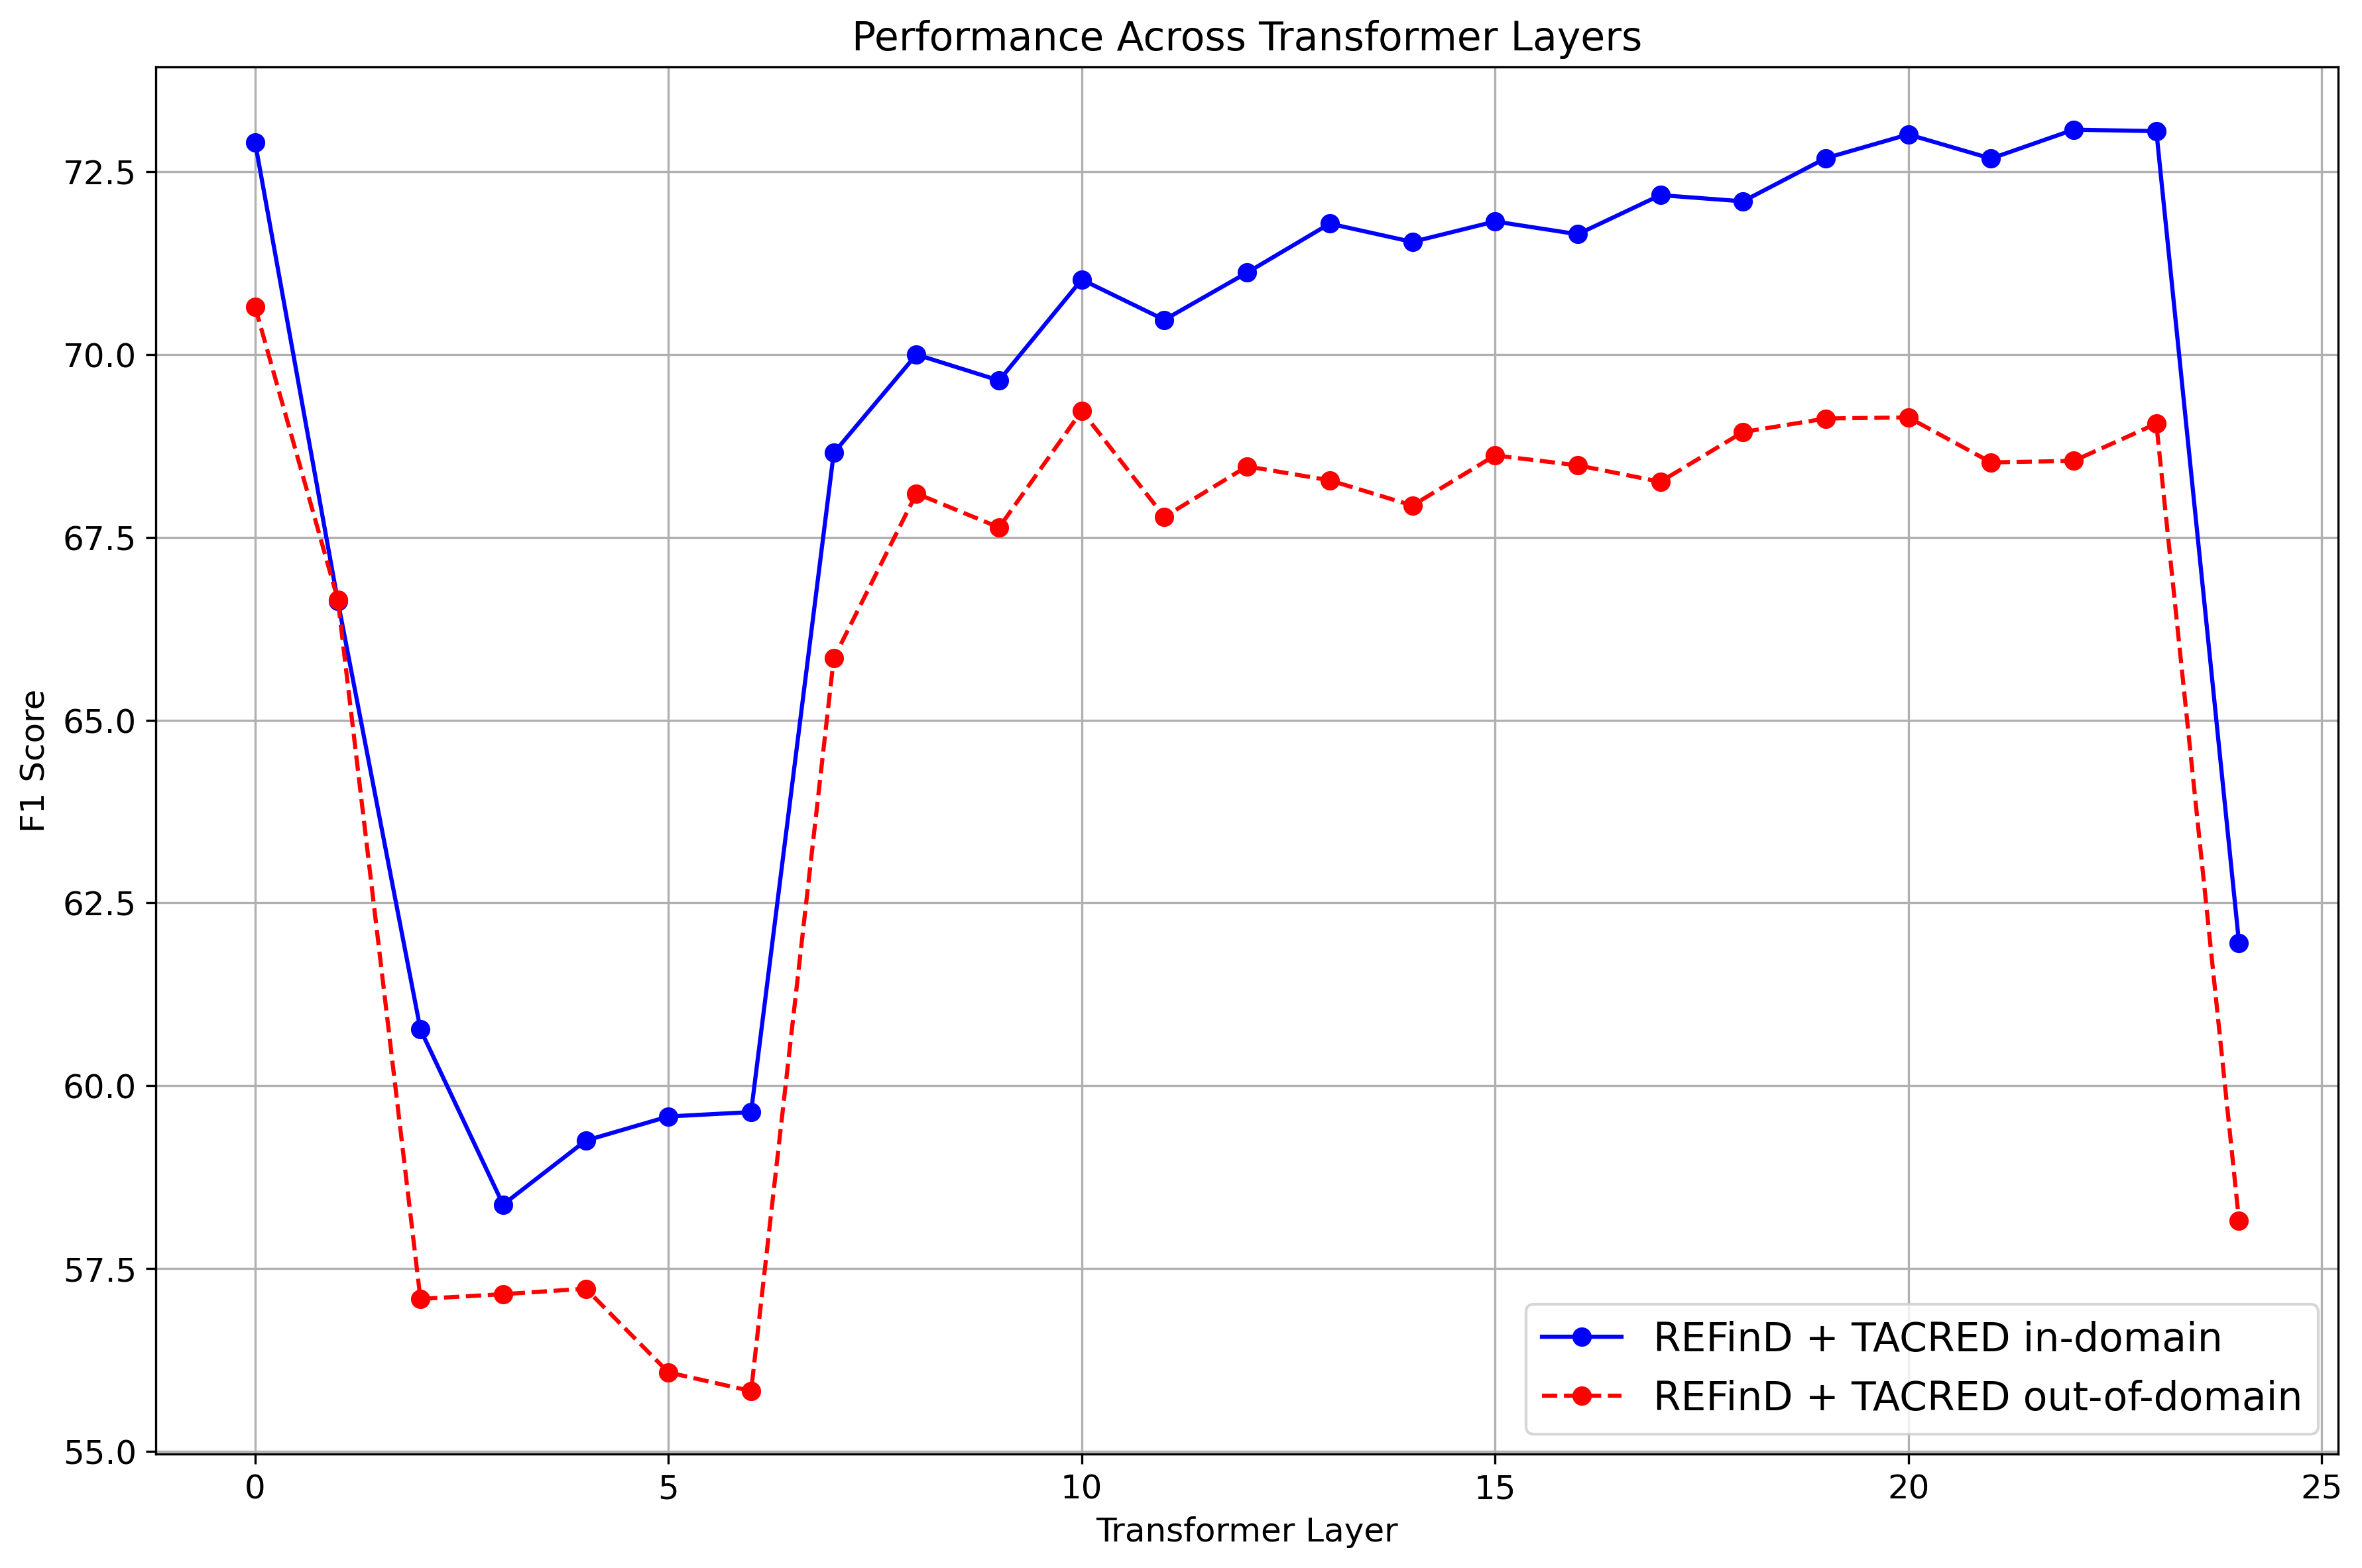 Performance Across Transformer Layers
F1 Score
72.5
70.0
67.5
65.0
62.5
60.0
57.5
55.0
0 5 10 15 20 25
Transformer Layer
REFinD + TACRED in-domain
REFinD + TACRED out-of-domain